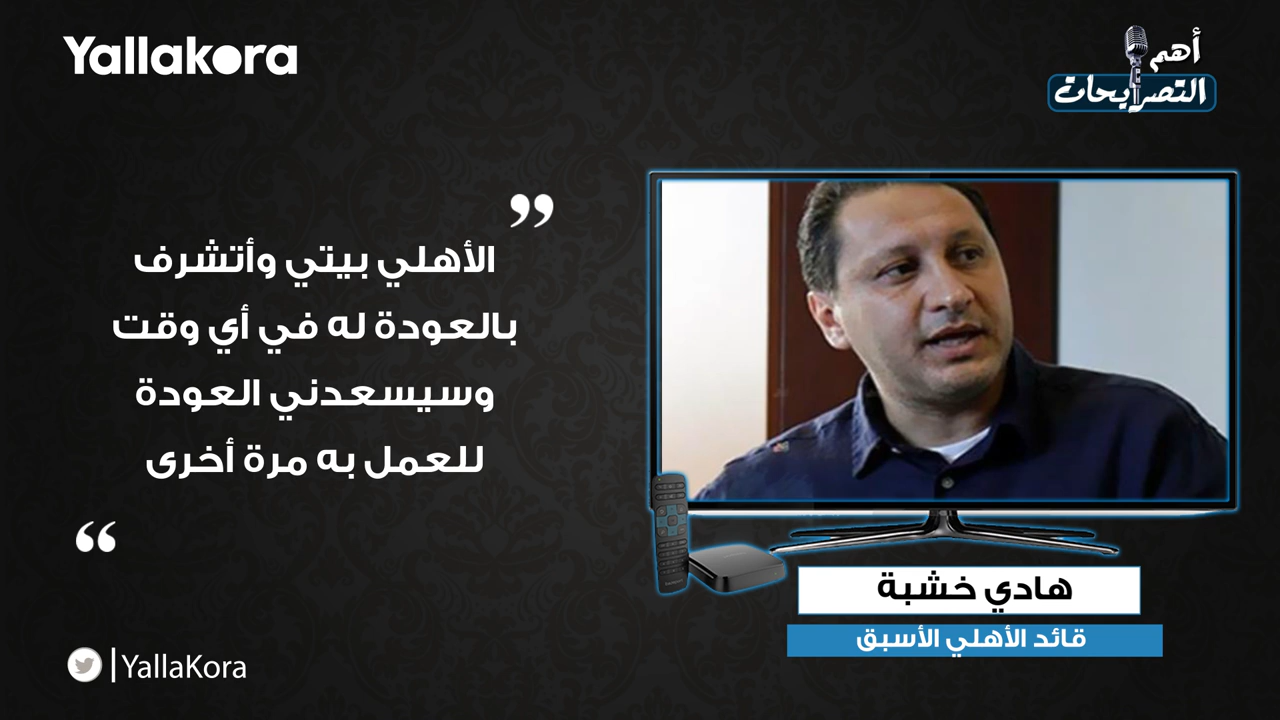 Yallakora
أهم
التصريحات
”
الأهلي بيتي وأتشرف
بالعودة له في أي وقت
وسيسعدني العودة
للعمل به مرة أخرى
“
هادي خشبة
قائد الأهلي الأسبق
|YallaKora